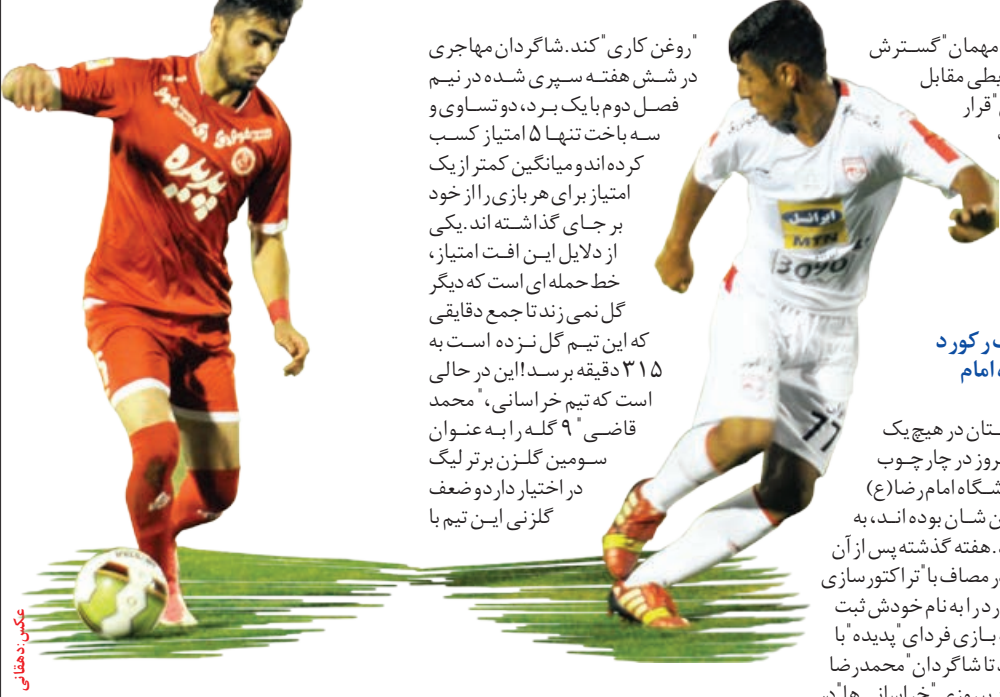 مهمان "گسترش
مقابل
قرار
رکورد
امام
در هیچ یک
در چارچوب
امام رضا(ع)
شان بوده اند، به
. هفته گذشته پس از آن
مصاف با "تراکتورسازی
را به نام خودش ثبت
بازی فردای "پدیده" با
تا شاگردان "محمدرضا
"روغن کاری" کند. شاگردان مهاجری
در شش هفته سپری شده در نیم
فصل دوم با یک برد، دو تساوی و
سه باخت تنها ۵ امتیاز کسب
کرده اند و میانگین کمتر از یک
امتیاز برای هر بازی را از خود
بر جای گذاشته اند. یکی
از دلایل این افت امتیاز،
خط حمله ای است که دیگر
گل نمی زند تا جمع دقایقی
که این تیم گل نزده است به
۳۱۵ دقیقه برسد! این در حالی
است که تیم خراسانی، "محمد
قاضی" ۹ گله را به عنوان
سومین گلزن برتر لیگ
در اختیار دارد و ضعف
گلزنی این تیم با
پدیده
ایرانسل
MTN
3090
77
عکس: دهقانی